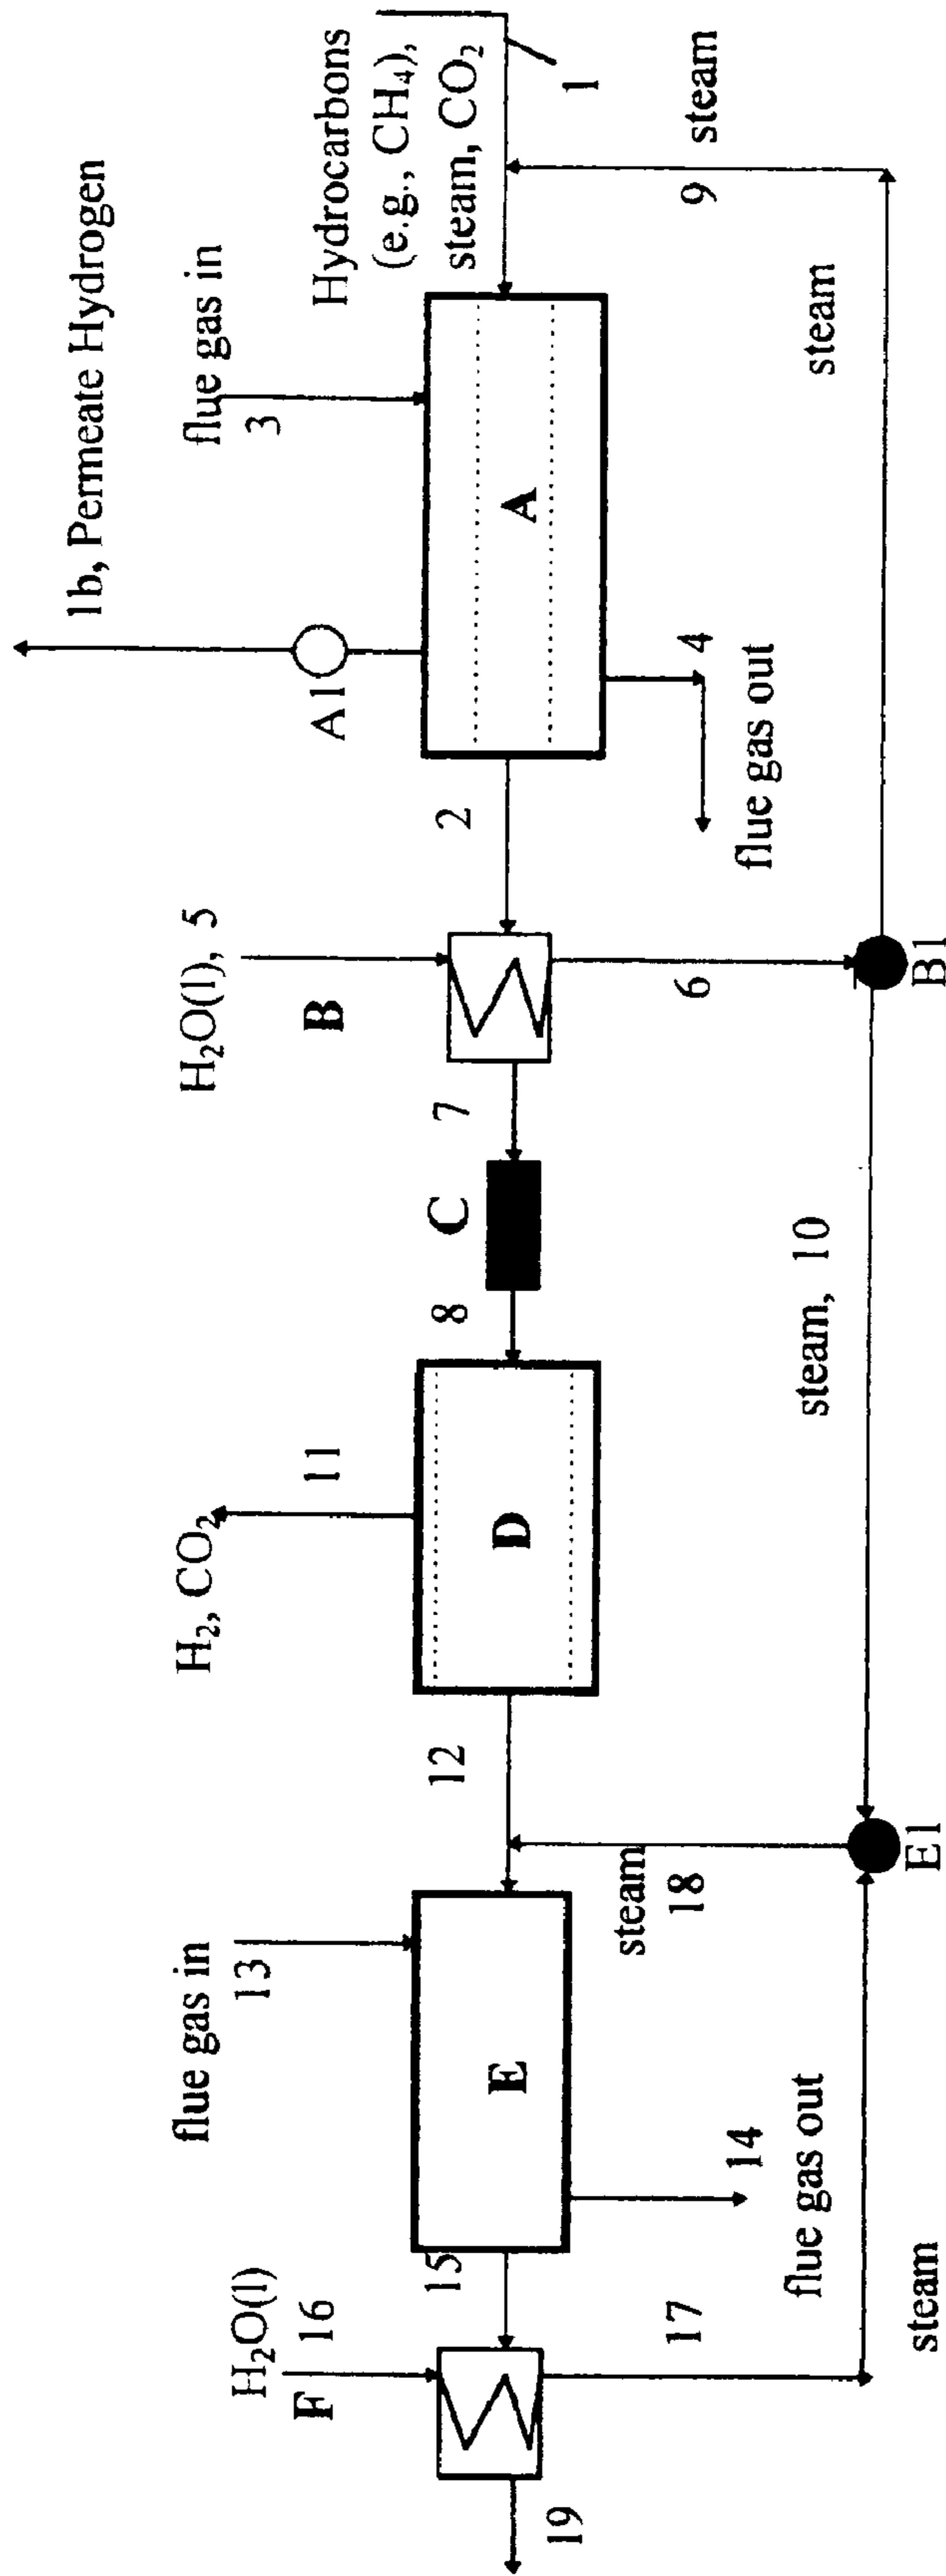 1b, Permeate Hydrogen
flue gas in
3
Hydrocarbons
(e.g., CH₄),
steam, CO₂
1
A1
A
2
4
flue gas out
9
steam
steam
H₂O(l), 5
B
6
B1
7
C
8
steam, 10
H₂, CO₂
11
D
12
E1
steam
18
flue gas in
13
E
14
flue gas out
15
H₂O(l)
16
F
17
steam
19